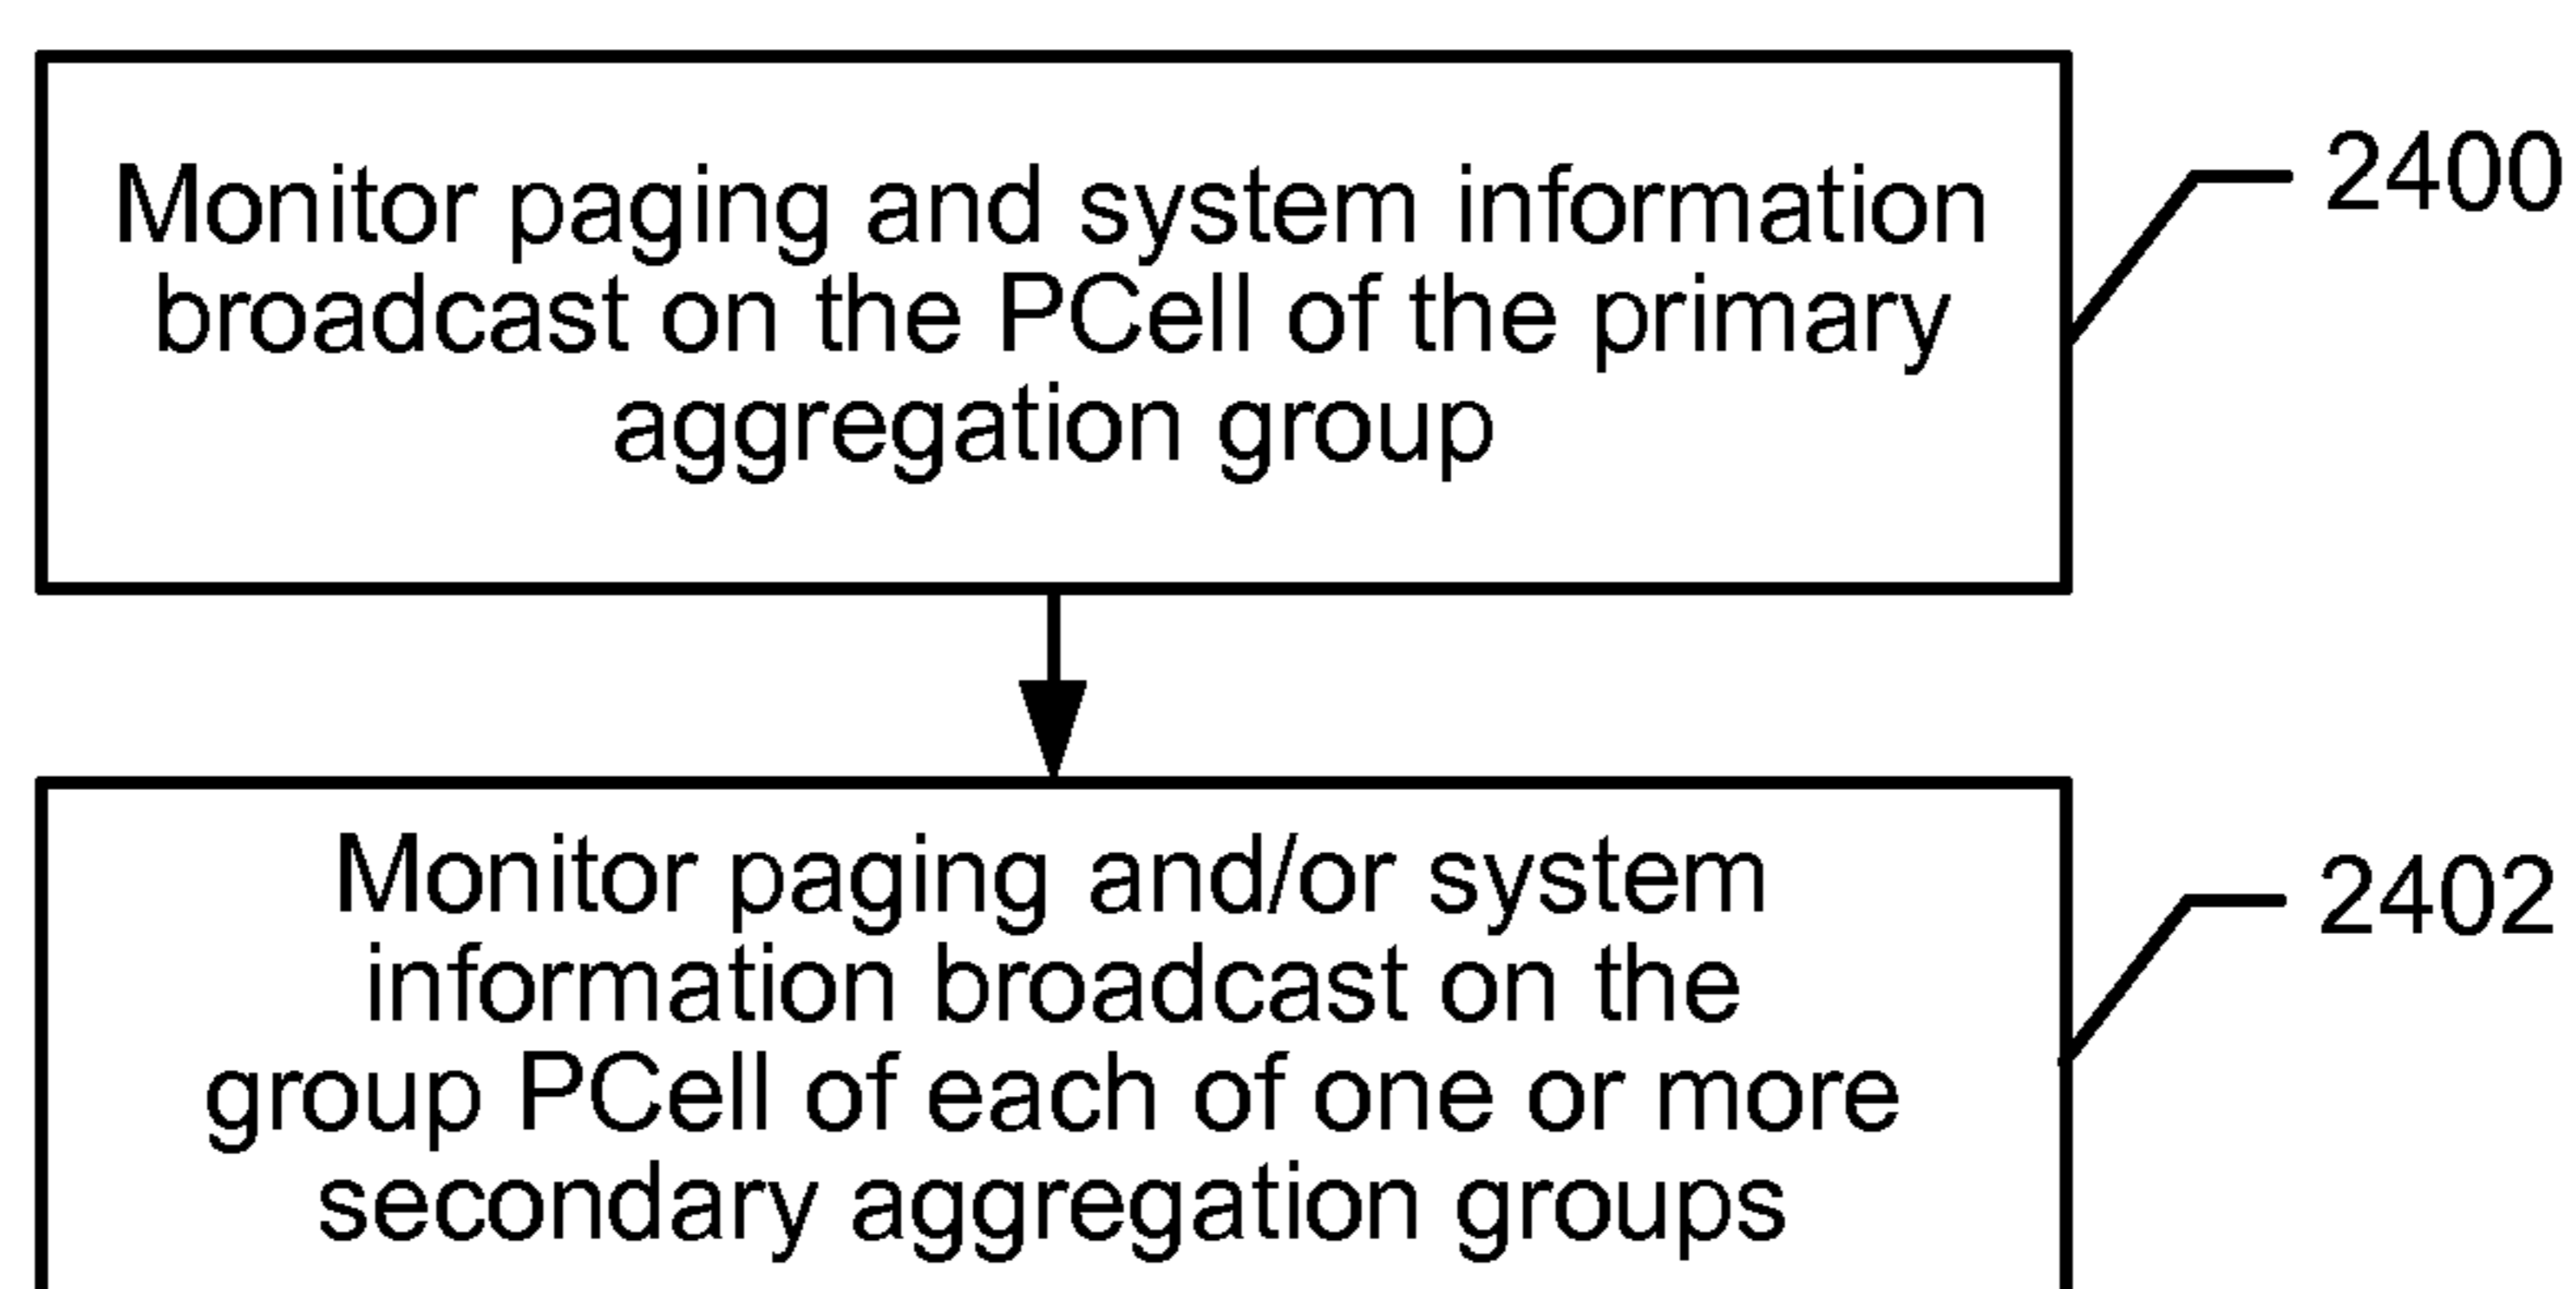 Monitor paging and system information
broadcast on the PCell of the primary
aggregation group
2400
Monitor paging and/or system
information broadcast on the
group PCell of each of one or more
secondary aggregation groups
2402